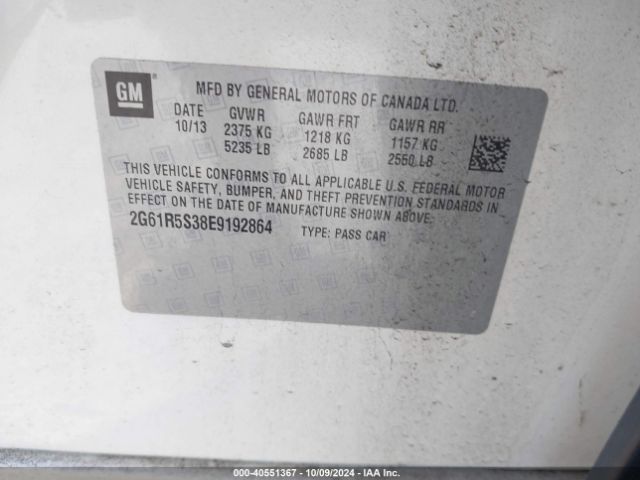 GM
MFD BY GENERAL MOTORS OF CANADA LTD.
DATE GVWR GAWR FRT GAWR RR
10/13 2375 KG 1218 KG 1157 KG
5235 LB 2685 LB 2550 LB
THIS VEHICLE CONFORMS TO ALL APPLICABLE U.S. FEDERAL MOTOR
VEHICLE SAFETY, BUMPER, AND THEFT PREVENTION STANDARDS IN
EFFECT ON THE DATE OF MANUFACTURE SHOWN ABOVE.
2G61R5S38E9192864 TYPE: PASS CAR
000-40551367 | 10/09/2024 | IAA Inc.